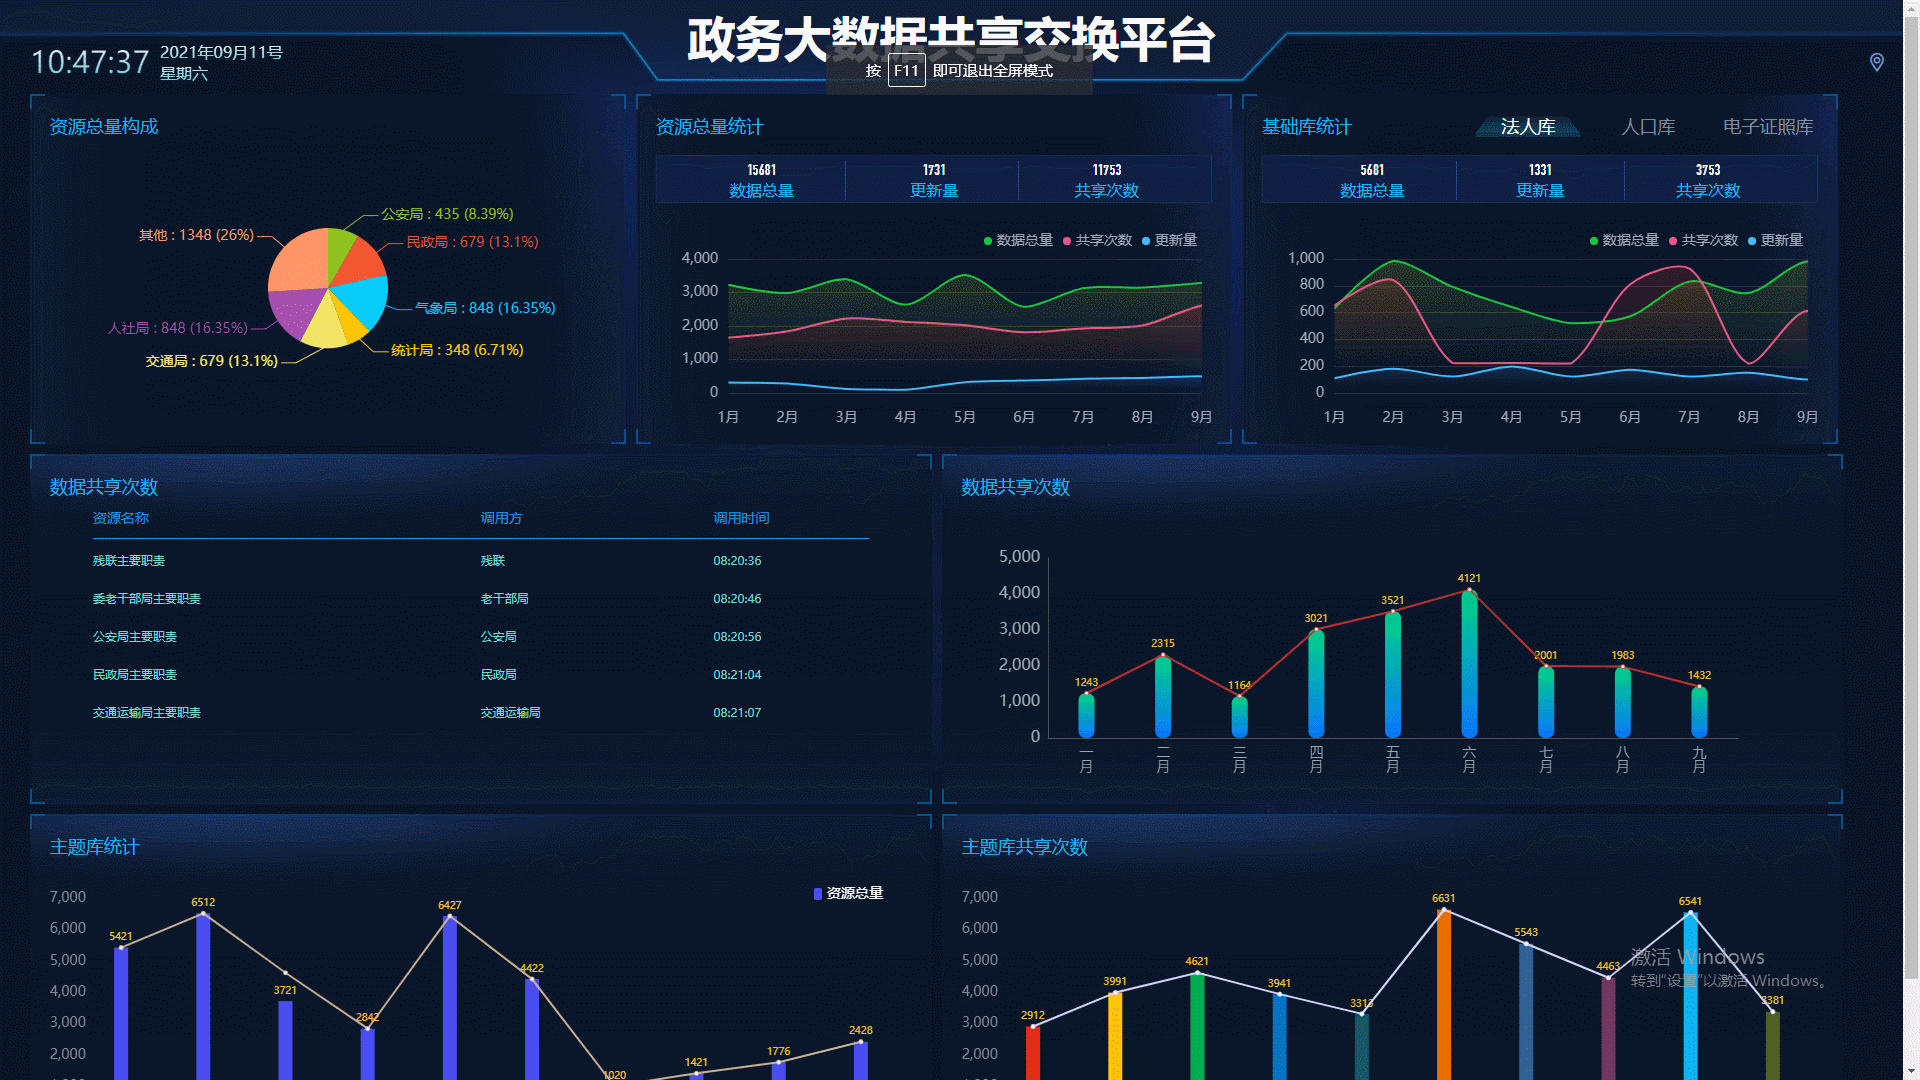 政务大数据共享交换平台
10:47:37
2021年09月11号
星期六
按 F11 即可退出全屏模式
资源总量构成
公安局 : 435 (8.39%)
民政局 : 679 (13.1%)
气象局 : 848 (16.35%)
统计局 : 348 (6.71%)
交通局 : 679 (13.1%)
人社局 : 848 (16.35%)
其他 : 1348 (26%)
资源总量统计
15681 1731 11753
数据总量 更新量 共享次数
数据总量 共享次数 更新量
4,000
3,000
2,000
1,000
0
1月 2月 3月 4月 5月 6月 7月 8月 9月
基础库统计 法人库 人口库 电子证照库
5681 1331 3753
数据总量 更新量 共享次数
数据总量 共享次数 更新量
1,000
800
600
400
200
0
1月 2月 3月 4月 5月 6月 7月 8月 9月
数据共享次数
资源名称 调用方 调用时间
残联主要职责 残联 08:20:36
委老干部局主要职责 老干部局 08:20:46
公安局主要职责 公安局 08:20:56
民政局主要职责 民政局 08:21:04
交通运输局主要职责 交通运输局 08:21:07
数据共享次数
5,000
4,000
3,000
2,000
1,000
0
1243 2315 1164 3021 3521 4121 2001 1983 1432
一月 二月 三月 四月 五月 六月 七月 八月 九月
主题库统计
资源总量
7,000
6,000
5,000
4,000
3,000
2,000
5421 6512 3721 2842 6427 4422 1020 1421 1776 2428
主题库共享次数
7,000
6,000
5,000
4,000
3,000
2,000
2912 3991 4621 3941 3313 6631 5543 4463 6541 3381
激活 Windows
转到“设置”以激活 Windows。